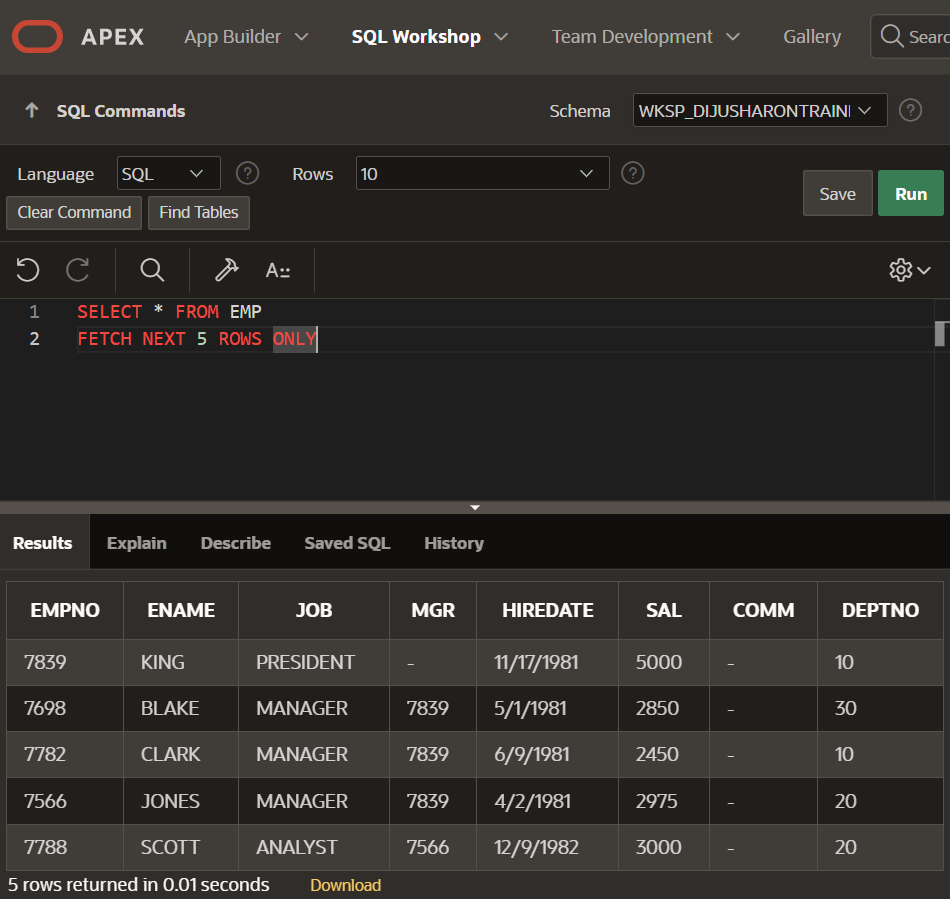 APEX App Builder SQL Workshop Team Development Gallery
SQL Commands Schema WKSP_DIJUSHARONTRAINI ?
Language SQL ? Rows 10 ?
Save Run
Clear Command Find Tables
1 SELECT * FROM EMP
2 FETCH NEXT 5 ROWS ONLY
Results Explain Describe Saved SQL History
EMPNO ENAME JOB MGR HIREDATE SAL COMM DEPTNO
7839 KING PRESIDENT - 11/17/1981 5000 - 10
7698 BLAKE MANAGER 7839 5/1/1981 2850 - 30
7782 CLARK MANAGER 7839 6/9/1981 2450 - 10
7566 JONES MANAGER 7839 4/2/1981 2975 - 20
7788 SCOTT ANALYST 7566 12/9/1982 3000 - 20
5 rows returned in 0.01 seconds Download